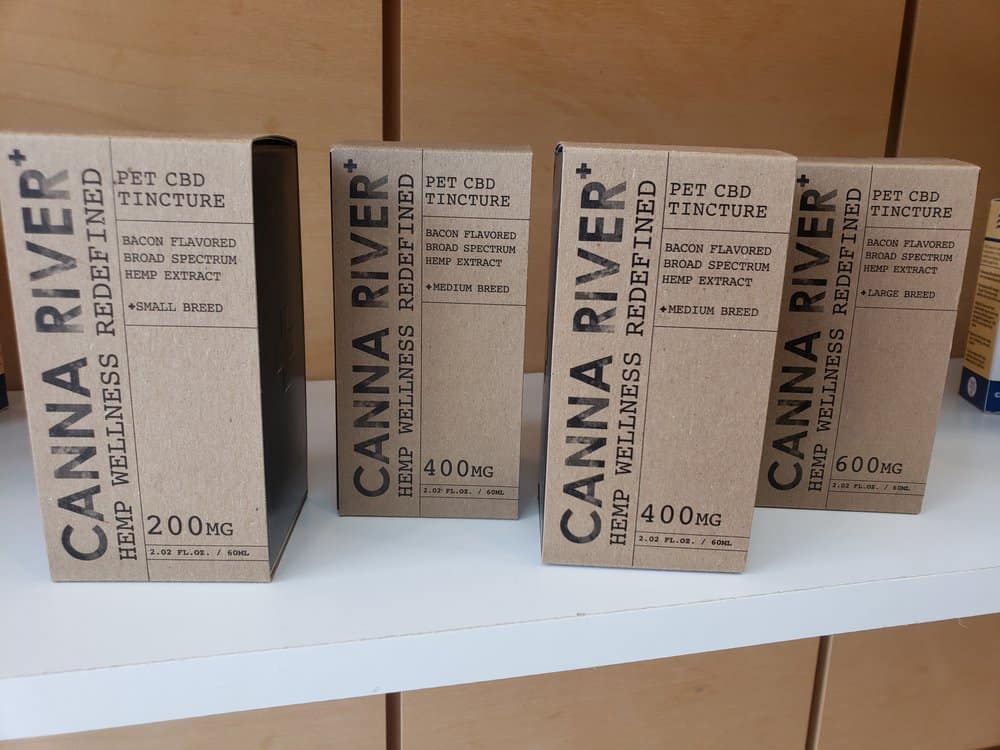 CANNA RIVER+
HEMP WELLNESS REDEFINED
PET CBD
TINCTURE
BACON FLAVORED
BROAD SPECTRUM
HEMP EXTRACT
+SMALL BREED
200MG
2.02 FL.OZ. / 60ML
CANNA RIVER+
HEMP WELLNESS REDEFINED
PET CBD
TINCTURE
BACON FLAVORED
BROAD SPECTRUM
HEMP EXTRACT
+MEDIUM BREED
400MG
2.02 FL.OZ. / 60ML
CANNA RIVER+
HEMP WELLNESS REDEFINED
PET CBD
TINCTURE
BACON FLAVORED
BROAD SPECTRUM
HEMP EXTRACT
+MEDIUM BREED
400MG
2.02 FL.OZ. / 60ML
CANNA RIVER+
HEMP WELLNESS REDEFINED
PET CBD
TINCTURE
BACON FLAVORED
BROAD SPECTRUM
HEMP EXTRACT
+LARGE BREED
600MG
2.02 FL.OZ. / 60ML